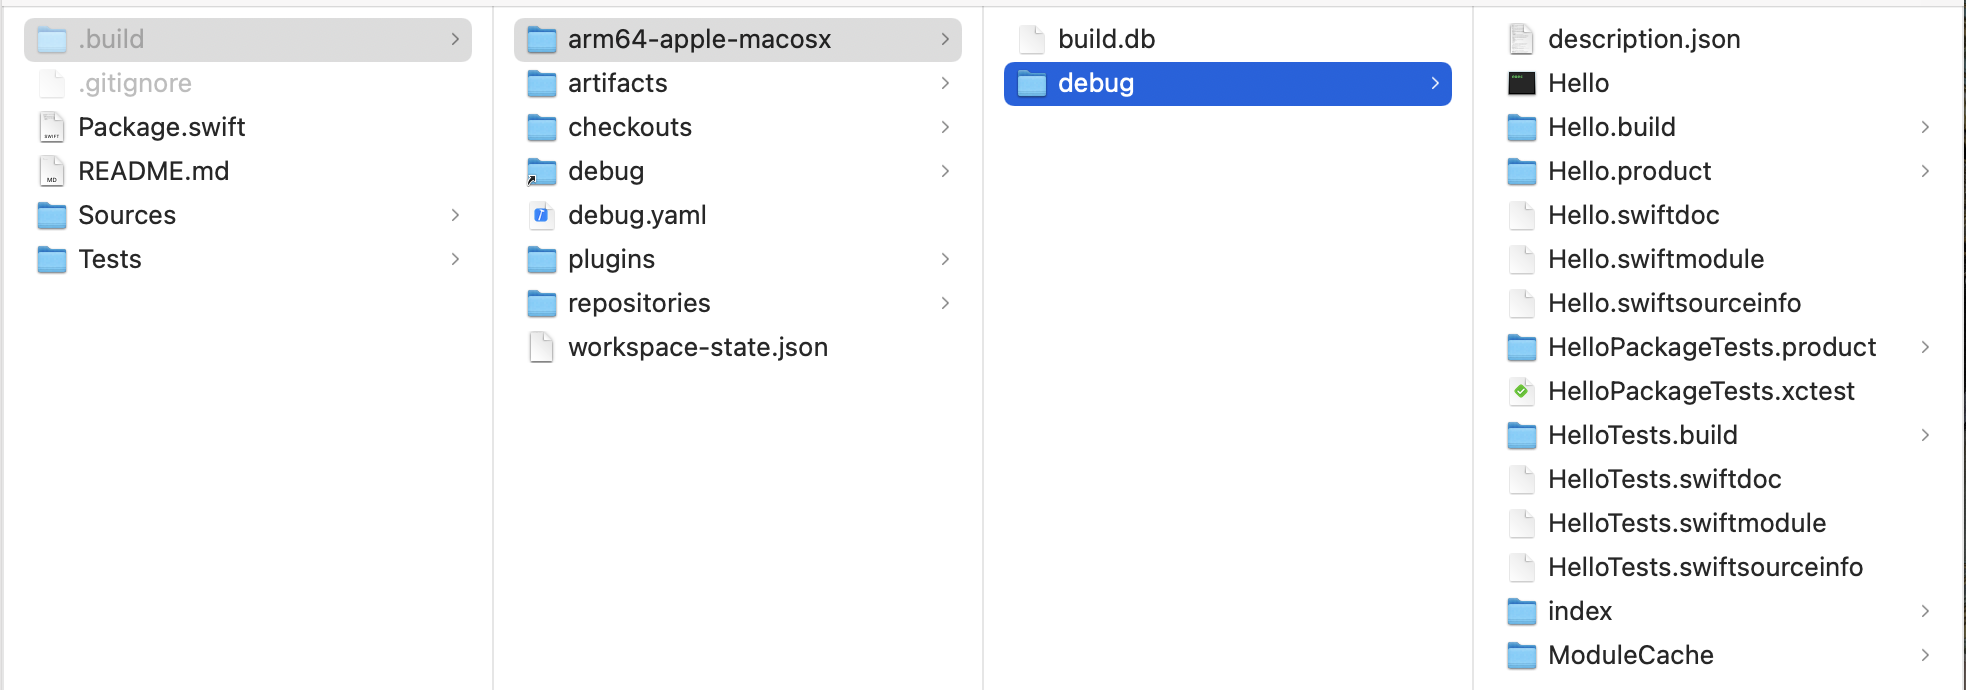 .build
.gitignore
Package.swift
README.md
Sources
Tests
arm64-apple-macosx
artifacts
checkouts
debug
debug.yaml
plugins
repositories
workspace-state.json
build.db
debug
description.json
Hello
Hello.build
Hello.product
Hello.swiftdoc
Hello.swiftmodule
Hello.swiftsourceinfo
HelloPackageTests.product
HelloPackageTests.xctest
HelloTests.build
HelloTests.swiftdoc
HelloTests.swiftmodule
HelloTests.swiftsourceinfo
index
ModuleCache